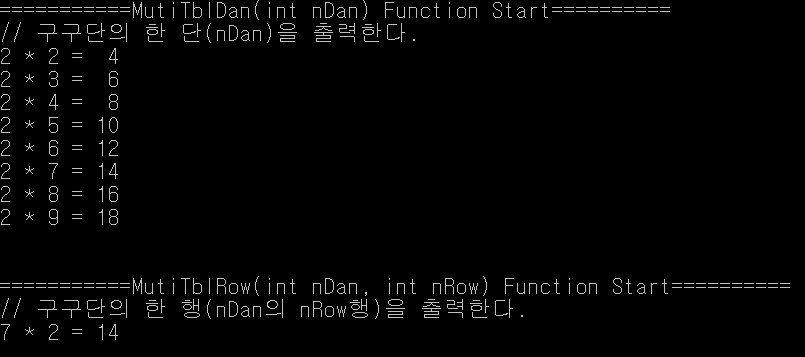 ===========MutiTblDan(int nDan) Function Start==========
// 구구단의 한 단(nDan)을 출력한다.
2 * 2 =  4
2 * 3 =  6
2 * 4 =  8
2 * 5 = 10
2 * 6 = 12
2 * 7 = 14
2 * 8 = 16
2 * 9 = 18
===========MutiTblRow(int nDan, int nRow) Function Start==========
// 구구단의 한 행(nDan의 nRow행)을 출력한다.
7 * 2 = 14